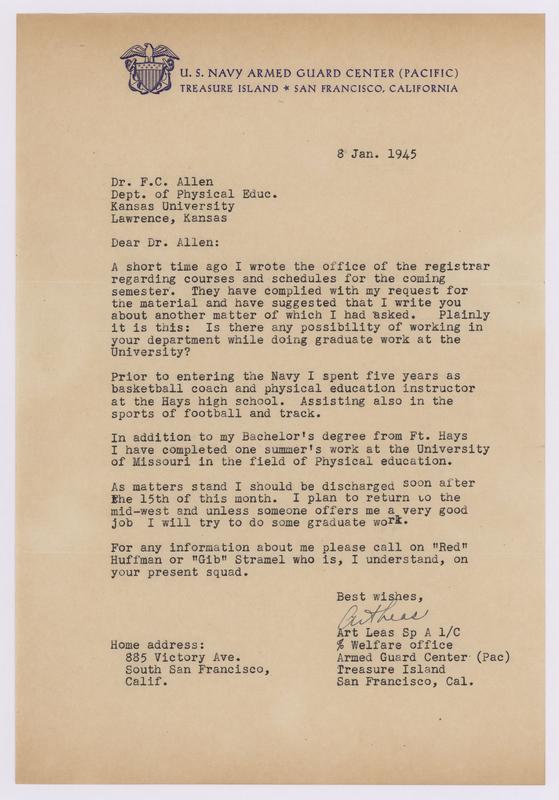 U. S. NAVY ARMED GUARD CENTER (PACIFIC)
TREASURE ISLAND ★ SAN FRANCISCO, CALIFORNIA
8 Jan. 1945
Dr. F.C. Allen
Dept. of Physical Educ.
Kansas University
Lawrence, Kansas
Dear Dr. Allen:
A short time ago I wrote the office of the registrar
regarding courses and schedules for the coming
semester. They have complied with my request for
the material and have suggested that I write you
about another matter of which I had asked. Plainly
it is this: Is there any possibility of working in
your department while doing graduate work at the
University?
Prior to entering the Navy I spent five years as
basketball coach and physical education instructor
at the Hays high school. Assisting also in the
sports of football and track.
In addition to my Bachelor's degree from Ft. Hays
I have completed one summer's work at the University
of Missouri in the field of Physical education.
As matters stand I should be discharged soon after
the 15th of this month. I plan to return to the
mid-west and unless someone offers me a very good
job I will try to do some graduate work.
For any information about me please call on "Red"
Huffman or "Gib" Stramel who is, I understand, on
your present squad.
Best wishes,
Art Leas
Art Leas Sp A 1/C
% Welfare office
Armed Guard Center (Pac)
Treasure Island
San Francisco, Cal.
Home address:
885 Victory Ave.
South San Francisco,
Calif.